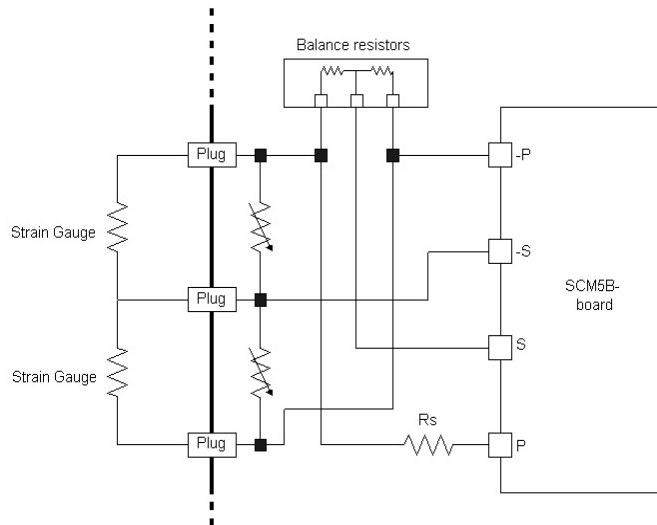 Balance resistors
Plug
-P
Strain Gauge
-S
SCM5B-
board
Plug
S
Strain Gauge
Rs
Plug
P